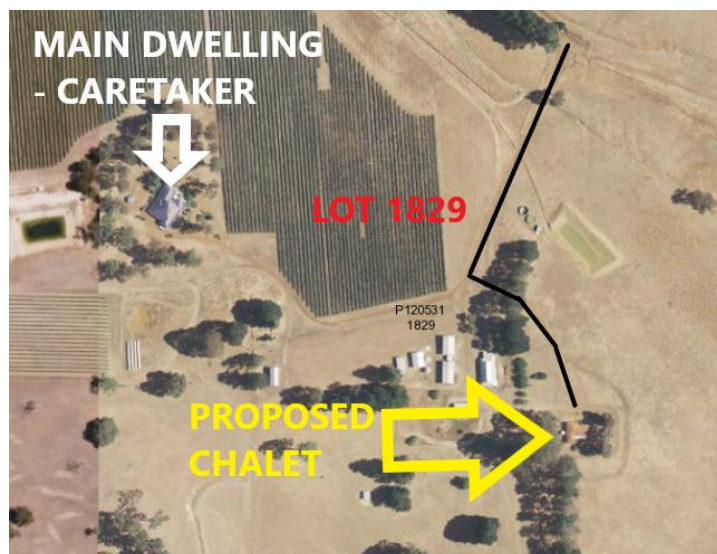 MAIN DWELLING
- CARETAKER
LOT 1829
P120531
1829
PROPOSED
CHALET